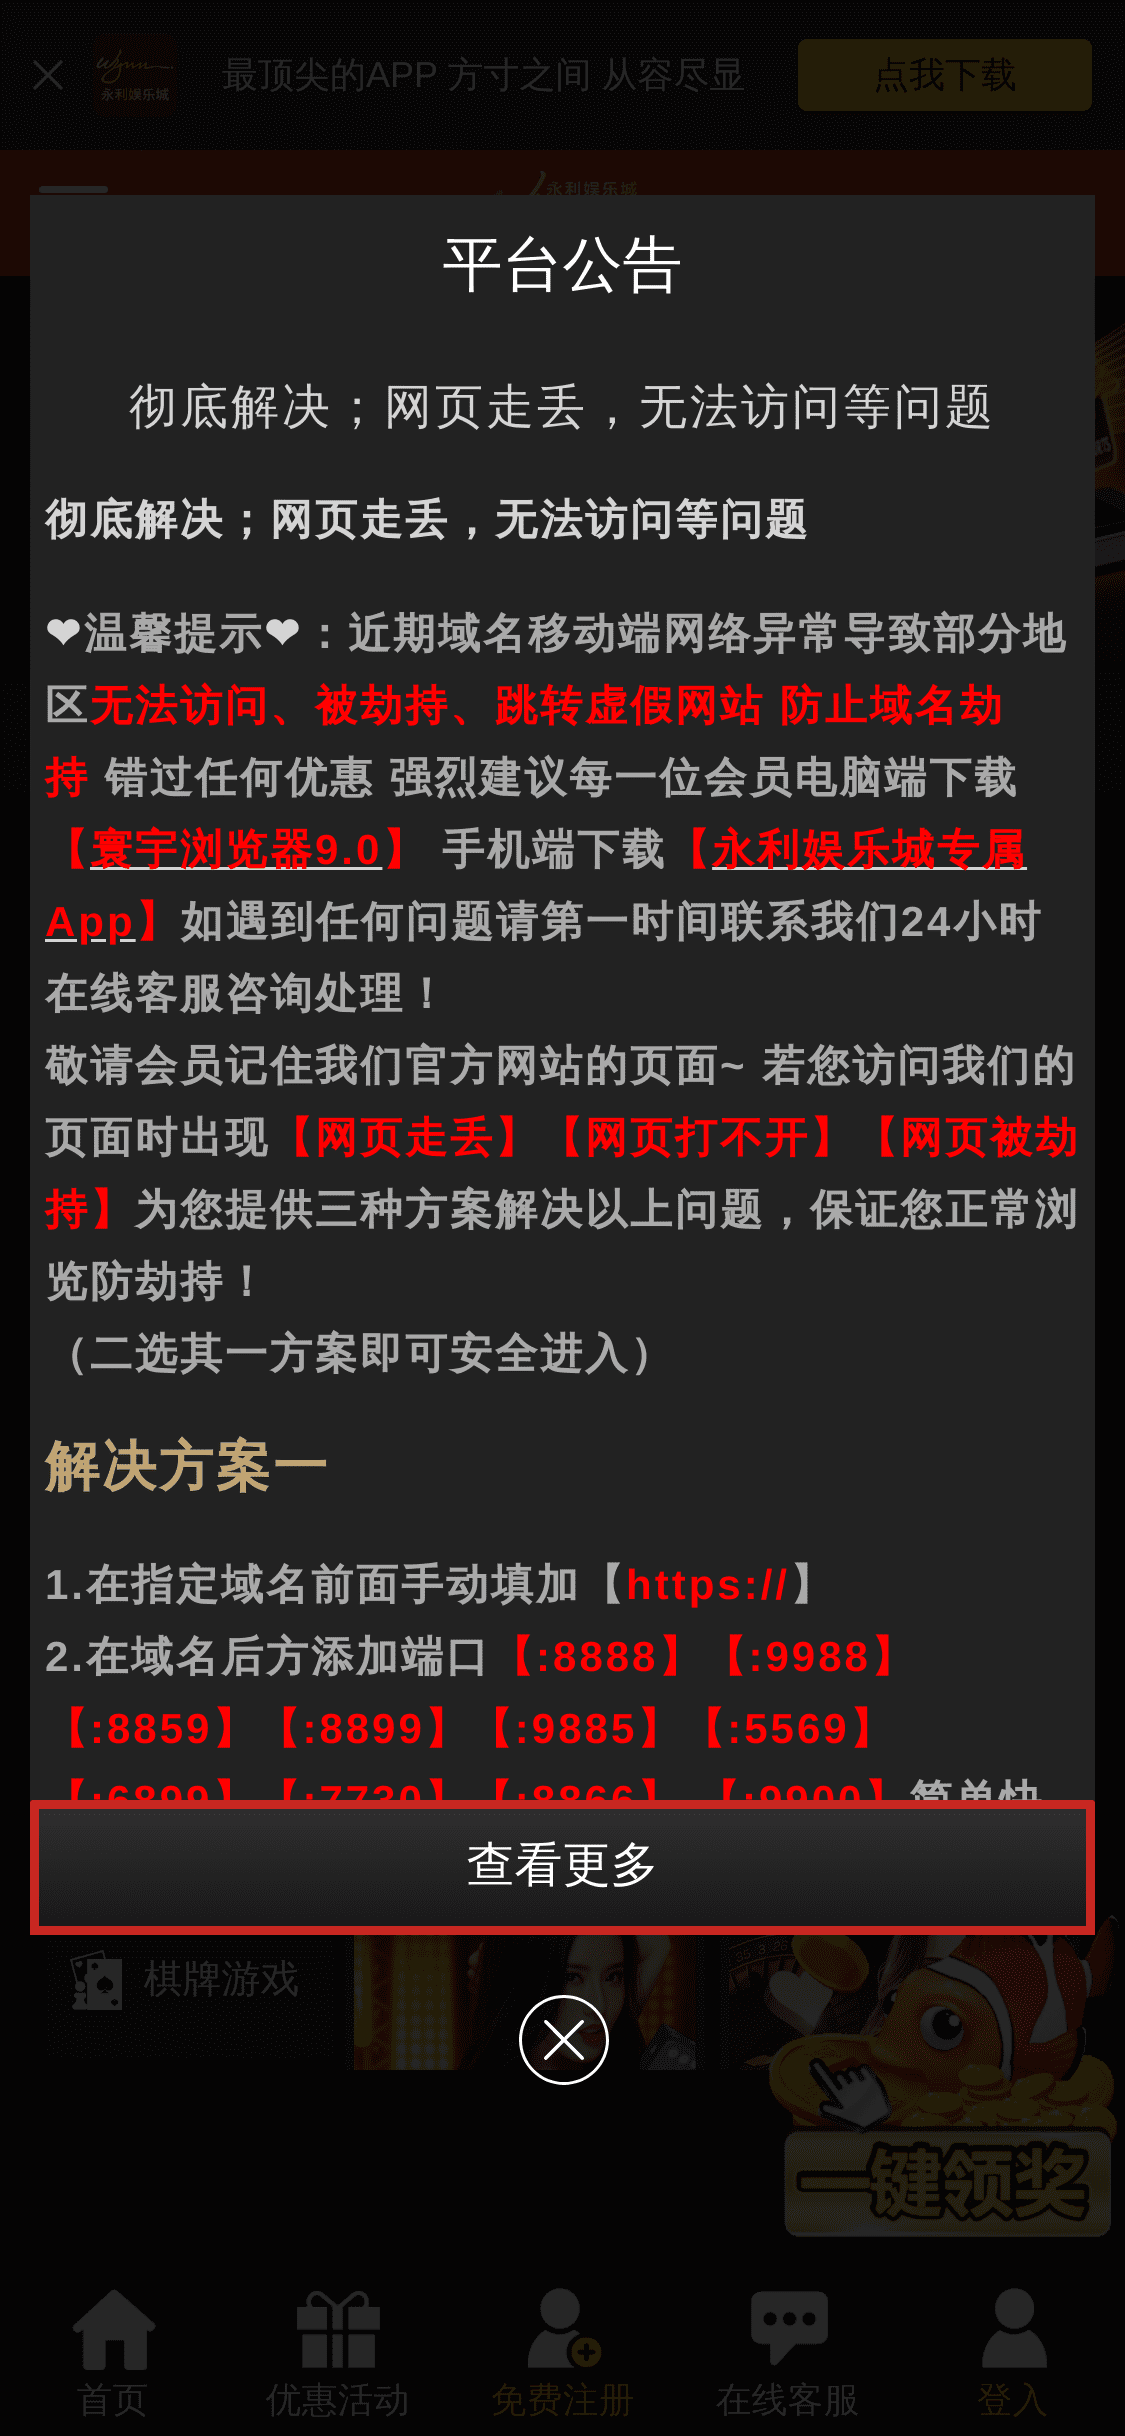 Wynn
永利娱乐城
最顶尖的APP 方寸之间 从容尽显
点我下载
永利娱乐城
平台公告
彻底解决；网页走丢，无法访问等问题
彻底解决；网页走丢，无法访问等问题
❤温馨提示❤：近期域名移动端网络异常导致部分地
区无法访问、被劫持、跳转虚假网站 防止域名劫
持 错过任何优惠 强烈建议每一位会员电脑端下载
【寰宇浏览器9.0】 手机端下载【永利娱乐城专属
App】如遇到任何问题请第一时间联系我们24小时
在线客服咨询处理！
敬请会员记住我们官方网站的页面~ 若您访问我们的
页面时出现【网页走丢】【网页打不开】【网页被劫
持】为您提供三种方案解决以上问题，保证您正常浏
览防劫持！
（二选其一方案即可安全进入）
解决方案一
1.在指定域名前面手动填加【https://】
2.在域名后方添加端口【:8888】【:9988】
【:8859】【:8899】【:9885】【:5569】
【:6899】【:7730】【:8866】【:9900】简单快
查看更多
棋牌游戏
一键领奖
首页
优惠活动
免费注册
在线客服
登入